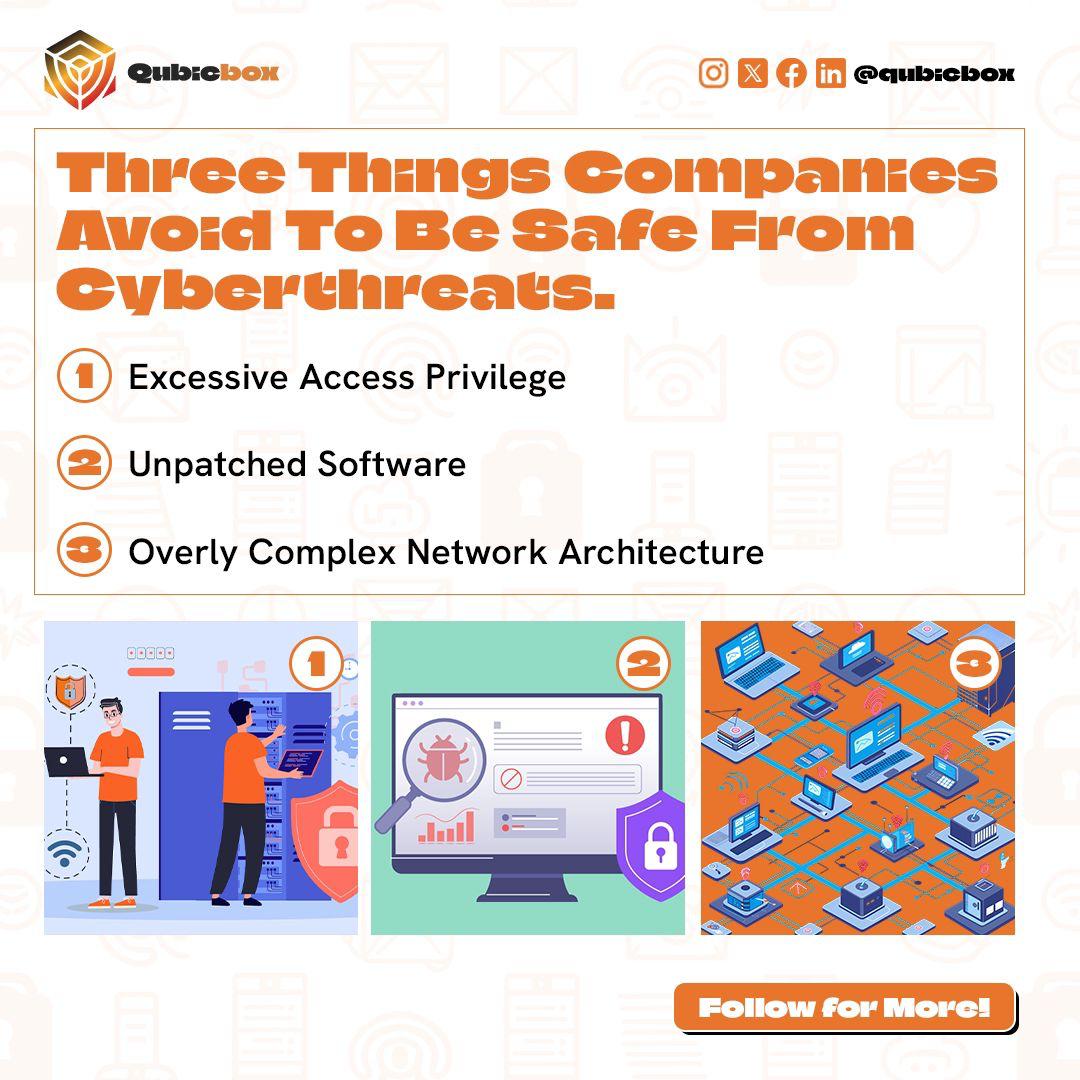 Qubicbox
@qubicbox
Three Things Companies
Avoid To Be Safe From
Cyberthreats.
1 Excessive Access Privilege
2 Unpatched Software
3 Overly Complex Network Architecture
1
2
3
Follow for More!